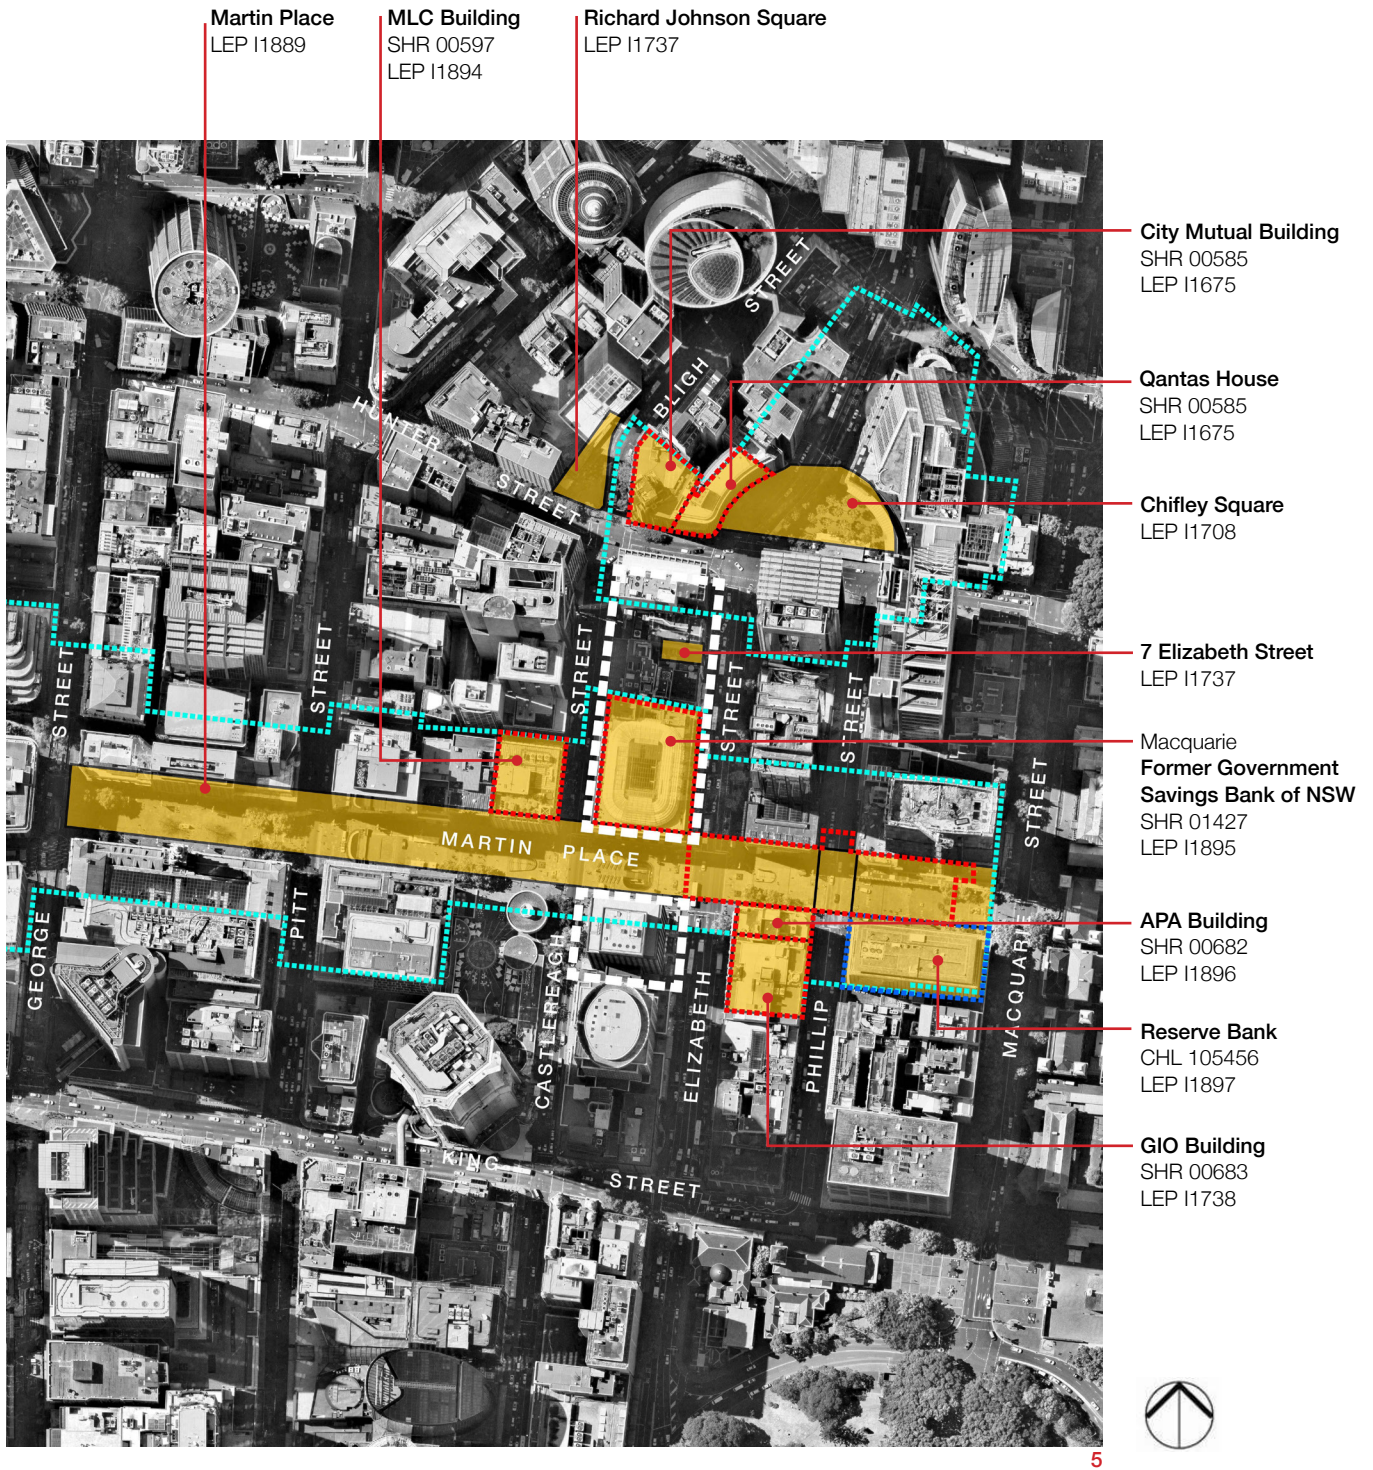 Martin Place
LEP I1889
MLC Building
SHR 00597
LEP I1894
Richard Johnson Square
LEP I1737
City Mutual Building
SHR 00585
LEP I1675
Qantas House
SHR 00585
LEP I1675
Chifley Square
LEP I1708
7 Elizabeth Street
LEP I1737
Macquarie
Former Government
Savings Bank of NSW
SHR 01427
LEP I1895
APA Building
SHR 00682
LEP I1896
Reserve Bank
CHL 105456
LEP I1897
GIO Building
SHR 00683
LEP I1738
HUNTER
STREET
BLIGH
STREET
STREET
STREET
STREET
STREET
STREET
STREET
MARTIN PLACE
GEORGE
PITT
CASTLEREAGH
ELIZABETH
PHILLIP
MACQUARIE
KING
STREET
5